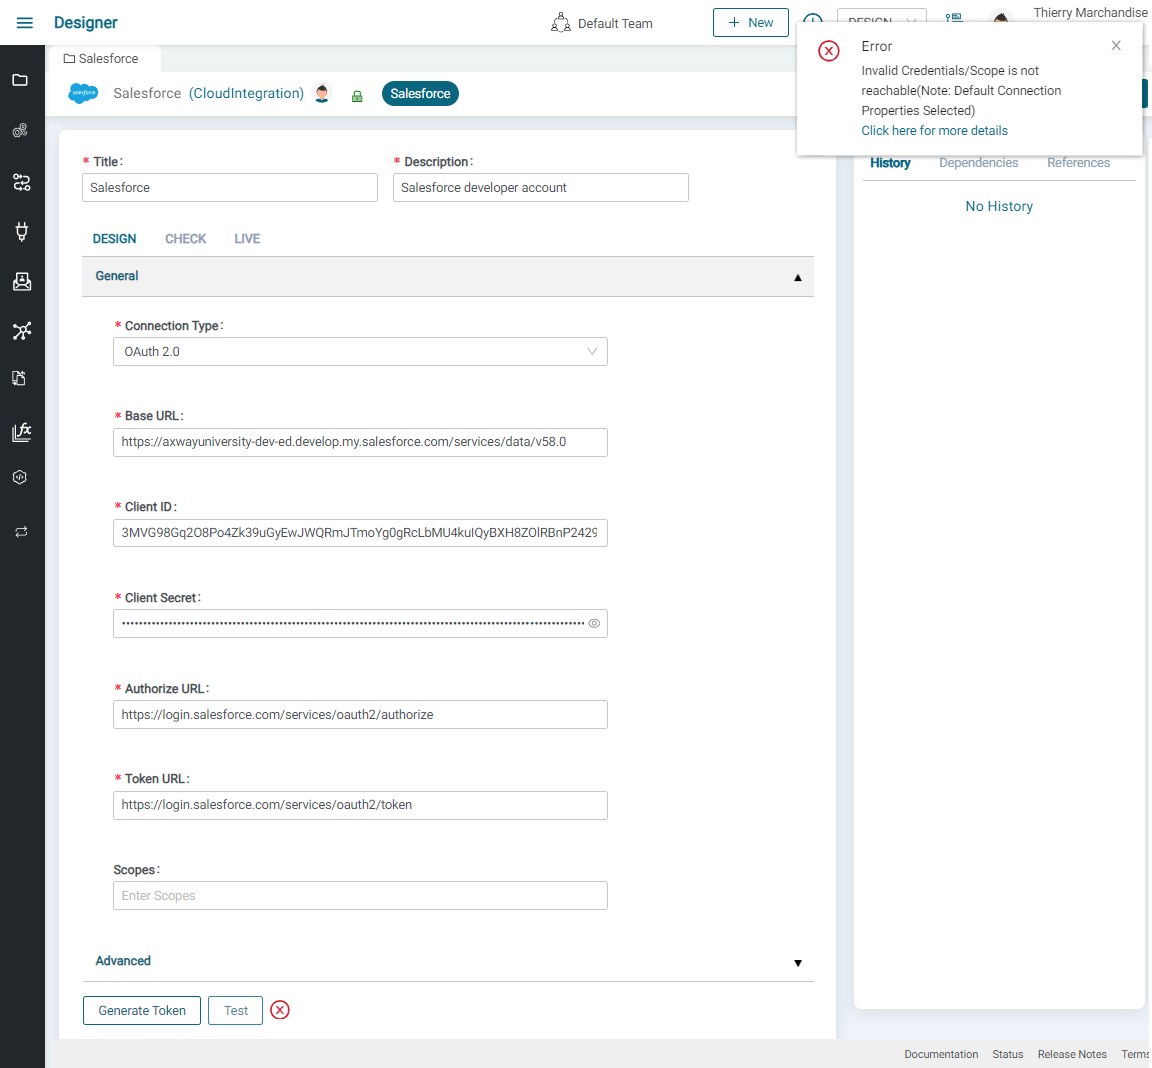 Designer
Default Team
+ New
DESIGN
Thierry Marchandise
Error
Invalid Credentials/Scope is not
reachable(Note: Default Connection
Properties Selected)
Click here for more details
Salesforce
salesforce
Salesforce (CloudIntegration)
Salesforce
* Title:
* Description:
Salesforce
Salesforce developer account
DESIGN CHECK LIVE
General
* Connection Type:
OAuth 2.0
* Base URL:
https://axwayuniversity-dev-ed.develop.my.salesforce.com/services/data/v58.0
* Client ID:
3MVG98Gq2O8Po4Zk39uGyEwJWQRmJTmoYg0gRcLbMU4kuIQyBXH8ZOlRBnP2429
* Client Secret:
* Authorize URL:
https://login.salesforce.com/services/oauth2/authorize
* Token URL:
https://login.salesforce.com/services/oauth2/token
Scopes:
Enter Scopes
Advanced
Generate Token
Test
History Dependencies References
No History
Documentation Status Release Notes Terms